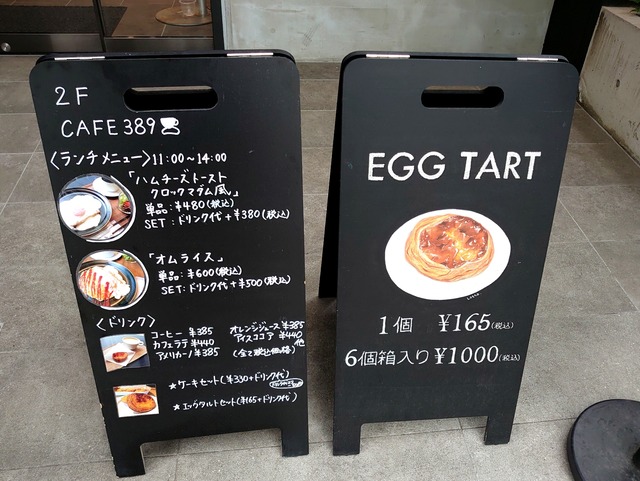 2F
CAFE 389
〈ランチメニュー〉11:00〜14:00
「ハムチーズトースト
クロックマダム風」
単品:¥480(税込)
SET:ドリンク代+¥380(税込)
「オムライス」
単品:¥600(税込)
SET:ドリンク代+¥500(税込)
〈ドリンク〉
コーヒー ¥385
カフェラテ ¥440
アメリカーノ ¥385
オレンジジュース ¥385
アイスココア ¥440
他
(全て税込価格)
★ケーキセット(¥330+ドリンク代)
★エッグタルトセット(¥165+ドリンク代)
EGG TART
1個 ¥165(税込)
6個箱入り ¥1000(税込)